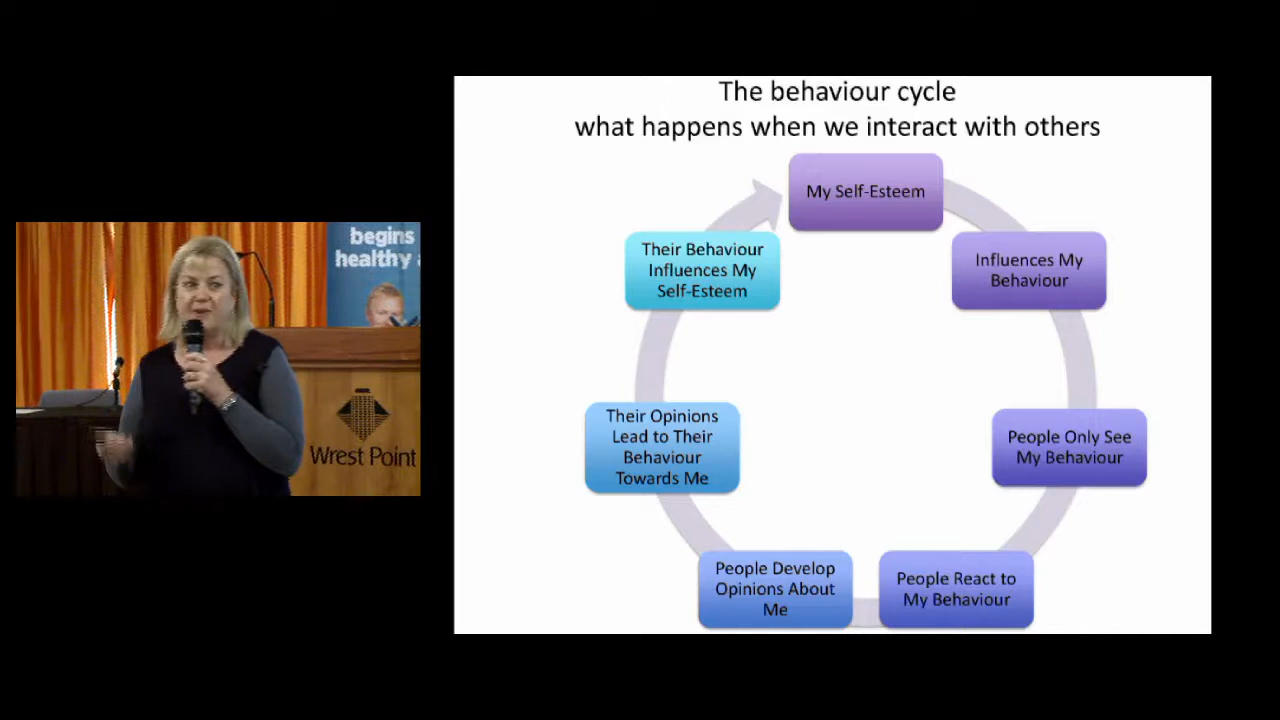 The behaviour cycle
what happens when we interact with others
My Self-Esteem
Influences My
Behaviour
People Only See
My Behaviour
People React to
My Behaviour
People Develop
Opinions About
Me
Their Opinions
Lead to Their
Behaviour
Towards Me
Their Behaviour
Influences My
Self-Esteem
begins
healthy
Wrest Point